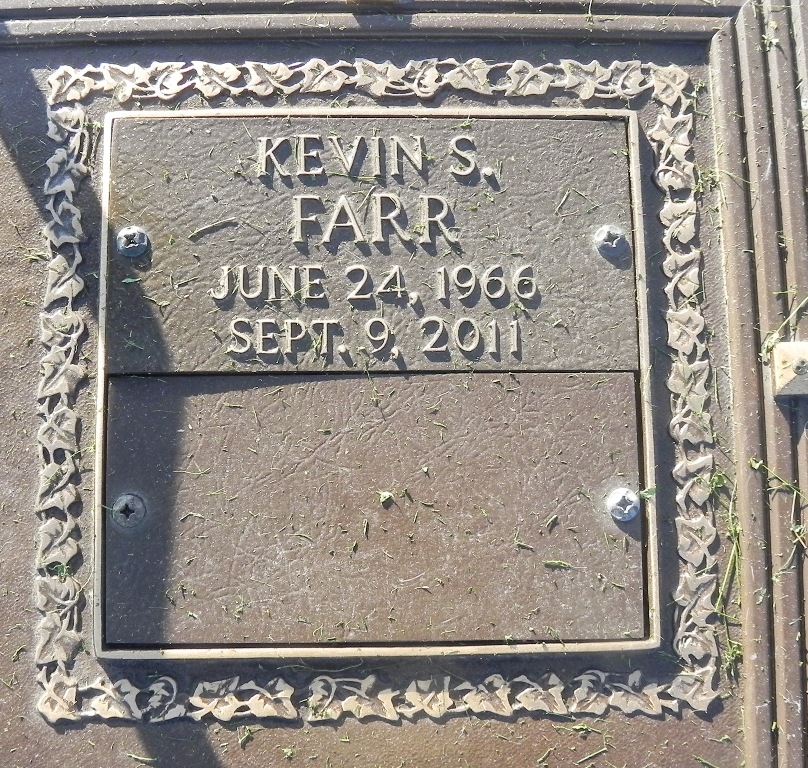 KEVIN S.
FARR
JUNE 24, 1966
SEPT. 9, 2011